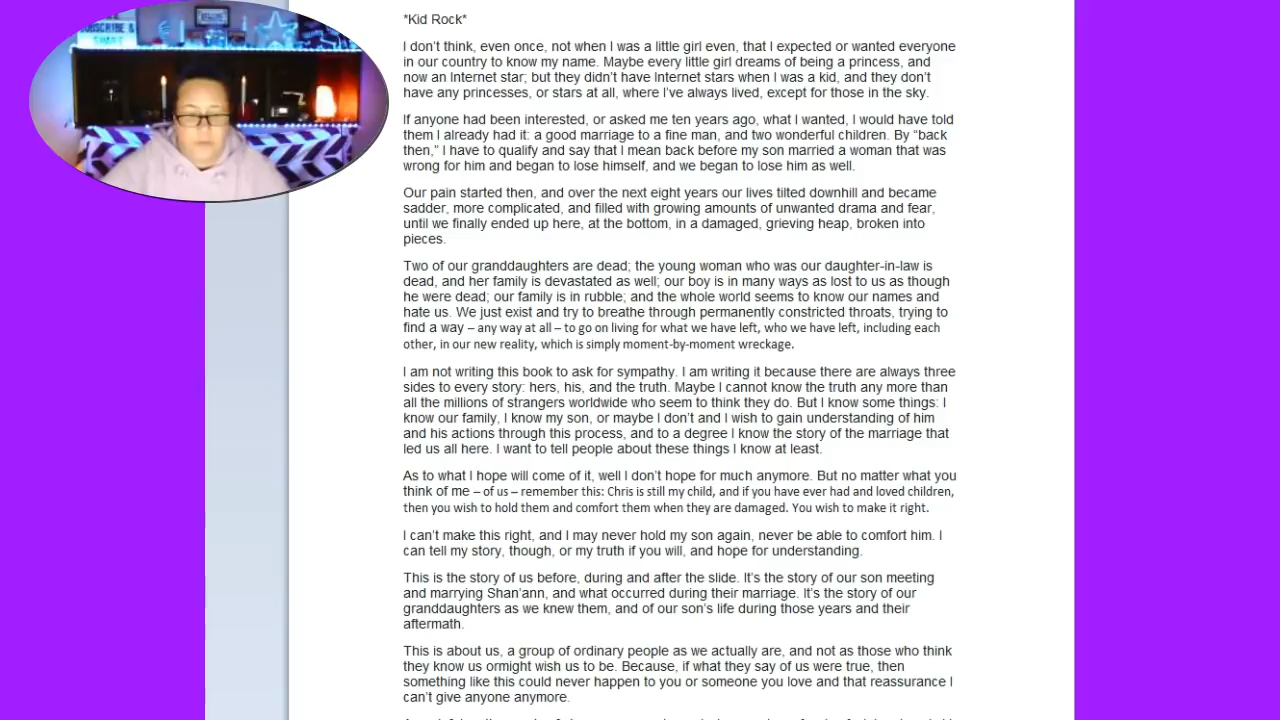 SUBSCRIBE &
SHARE
*Kid Rock*
I don't think, even once, not when I was a little girl even, that I expected or wanted everyone
in our country to know my name. Maybe every little girl dreams of being a princess, and
now an Internet star; but they didn't have Internet stars when I was a kid, and they don't
have any princesses, or stars at all, where I've always lived, except for those in the sky.
If anyone had been interested, or asked me ten years ago, what I wanted, I would have told
them I already had it: a good marriage to a fine man, and two wonderful children. By “back
then,” I have to qualify and say that I mean back before my son married a woman that was
wrong for him and began to lose himself, and we began to lose him as well.
Our pain started then, and over the next eight years our lives tilted downhill and became
sadder, more complicated, and filled with growing amounts of unwanted drama and fear,
until we finally ended up here, at the bottom, in a damaged, grieving heap, broken into
pieces.
Two of our granddaughters are dead; the young woman who was our daughter-in-law is
dead, and her family is devastated as well; our boy is in many ways as lost to us as though
he were dead; our family is in rubble; and the whole world seems to know our names and
hate us. We just exist and try to breathe through permanently constricted throats, trying to
find a way – any way at all – to go on living for what we have left, who we have left, including each
other, in our new reality, which is simply moment-by-moment wreckage.
I am not writing this book to ask for sympathy. I am writing it because there are always three
sides to every story: hers, his, and the truth. Maybe I cannot know the truth any more than
all the millions of strangers worldwide who seem to think they do. But I know some things: I
know our family, I know my son, or maybe I don't and I wish to gain understanding of him
and his actions through this process, and to a degree I know the story of the marriage that
led us all here. I want to tell people about these things I know at least.
As to what I hope will come of it, well I don't hope for much anymore. But no matter what you
think of me – of us – remember this: Chris is still my child, and if you have ever had and loved children,
then you wish to hold them and comfort them when they are damaged. You wish to make it right.
I can't make this right, and I may never hold my son again, never be able to comfort him. I
can tell my story, though, or my truth if you will, and hope for understanding.
This is the story of us before, during and after the slide. It's the story of our son meeting
and marrying Shan'ann, and what occurred during their marriage. It's the story of our
granddaughters as we knew them, and of our son's life during those years and their
aftermath.
This is about us, a group of ordinary people as we actually are, and not as those who think
they know us ormight wish us to be. Because, if what they say of us were true, then
something like this could never happen to you or someone you love and that reassurance I
can't give anyone anymore.